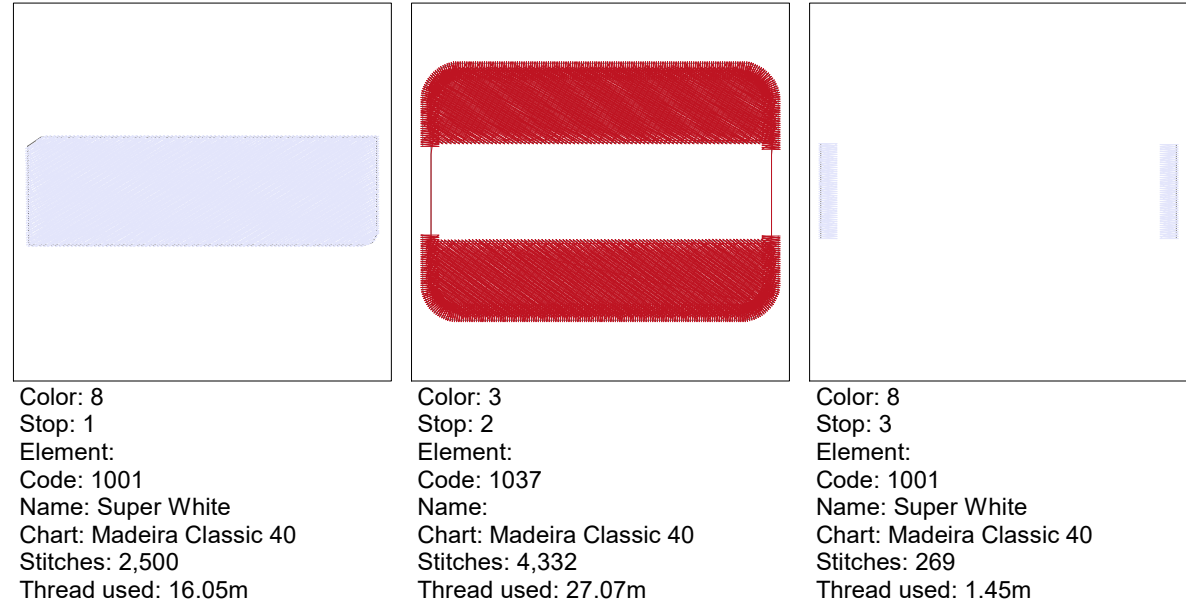 Color: 8
Stop: 1
Element:
Code: 1001
Name: Super White
Chart: Madeira Classic 40
Stitches: 2,500
Thread used: 16.05m
Color: 3
Stop: 2
Element:
Code: 1037
Name:
Chart: Madeira Classic 40
Stitches: 4,332
Thread used: 27.07m
Color: 8
Stop: 3
Element:
Code: 1001
Name: Super White
Chart: Madeira Classic 40
Stitches: 269
Thread used: 1.45m